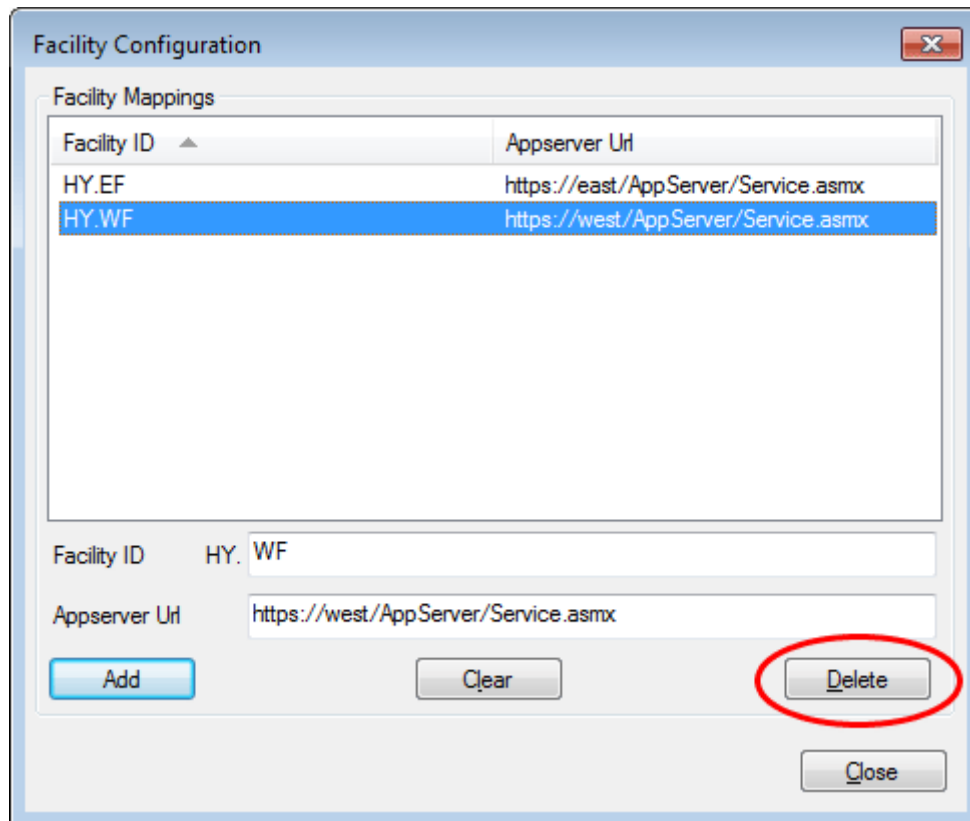 Facility Configuration
Facility Mappings
Facility ID Appserver Url
HY.EF https://east/AppServer/Service.asmx
HY.WF https://west/AppServer/Service.asmx
Facility ID HY. WF
Appserver Url https://west/AppServer/Service.asmx
Add Clear Delete
Close